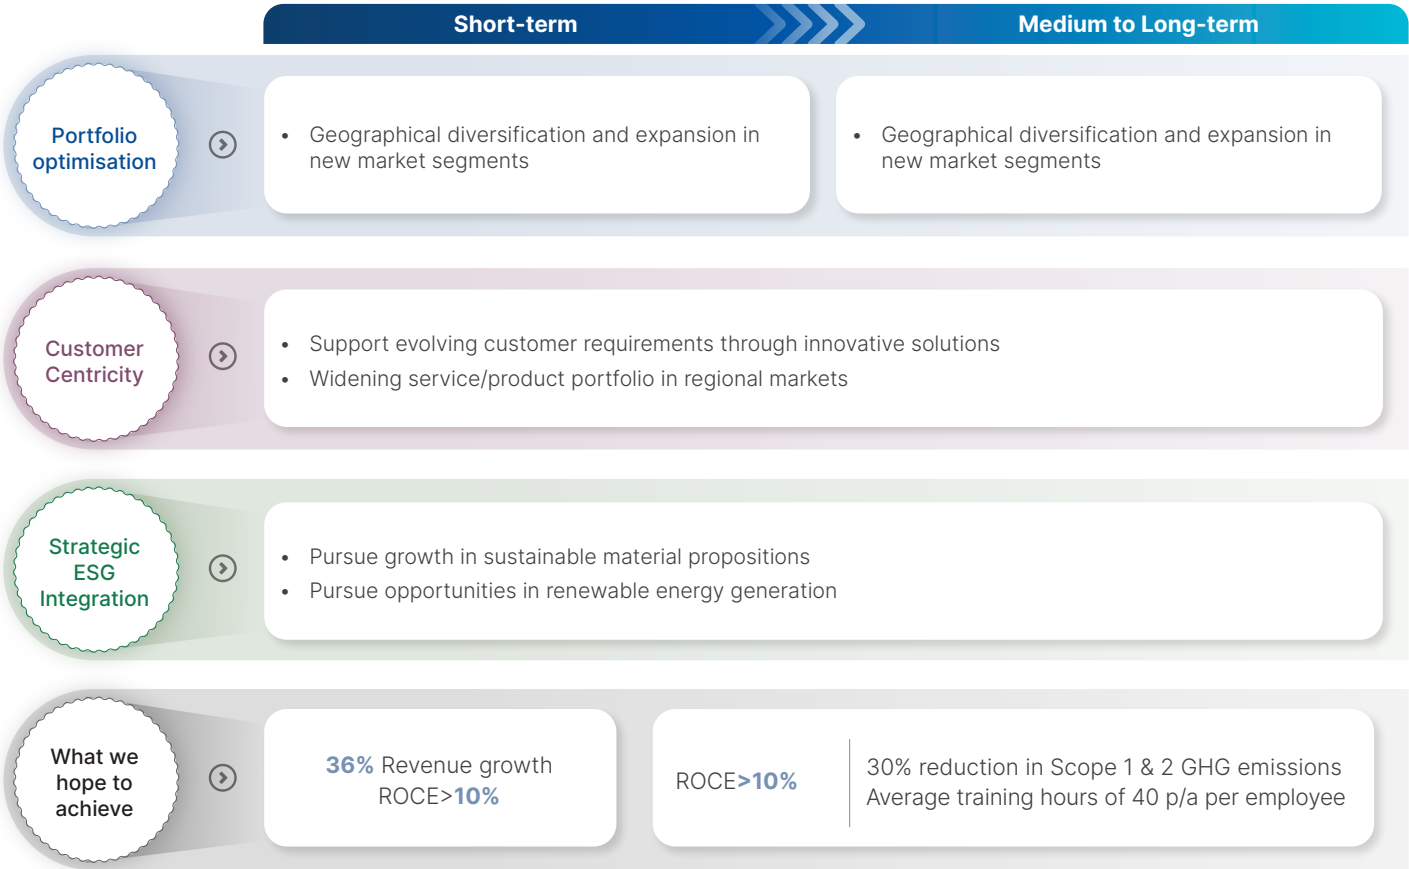 Short-term
Medium to Long-term
Portfolio
optimisation
• Geographical diversification and expansion in
new market segments
• Geographical diversification and expansion in
new market segments
Customer
Centricity
• Support evolving customer requirements through innovative solutions
• Widening service/product portfolio in regional markets
Strategic
ESG
Integration
• Pursue growth in sustainable material propositions
• Pursue opportunities in renewable energy generation
What we
hope to
achieve
36% Revenue growth
ROCE>10%
ROCE>10%
30% reduction in Scope 1 & 2 GHG emissions
Average training hours of 40 p/a per employee